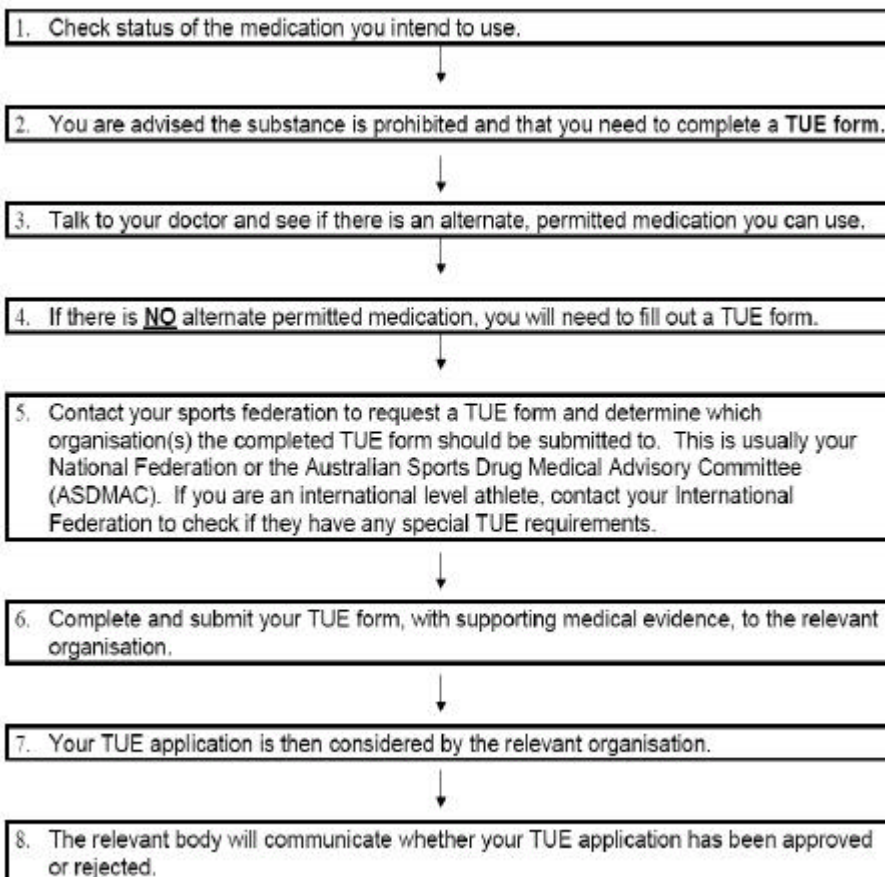 1. Check status of the medication you intend to use.
2. You are advised the substance is prohibited and that you need to complete a TUE form.
3. Talk to your doctor and see if there is an alternate, permitted medication you can use.
4. If there is NO alternate permitted medication, you will need to fill out a TUE form.
5. Contact your sports federation to request a TUE form and determine which
organisation(s) the completed TUE form should be submitted to. This is usually your
National Federation or the Australian Sports Drug Medical Advisory Committee
(ASDMAC). If you are an international level athlete, contact your International
Federation to check if they have any special TUE requirements.
6. Complete and submit your TUE form, with supporting medical evidence, to the relevant
organisation.
7. Your TUE application is then considered by the relevant organisation.
8. The relevant body will communicate whether your TUE application has been approved
or rejected.